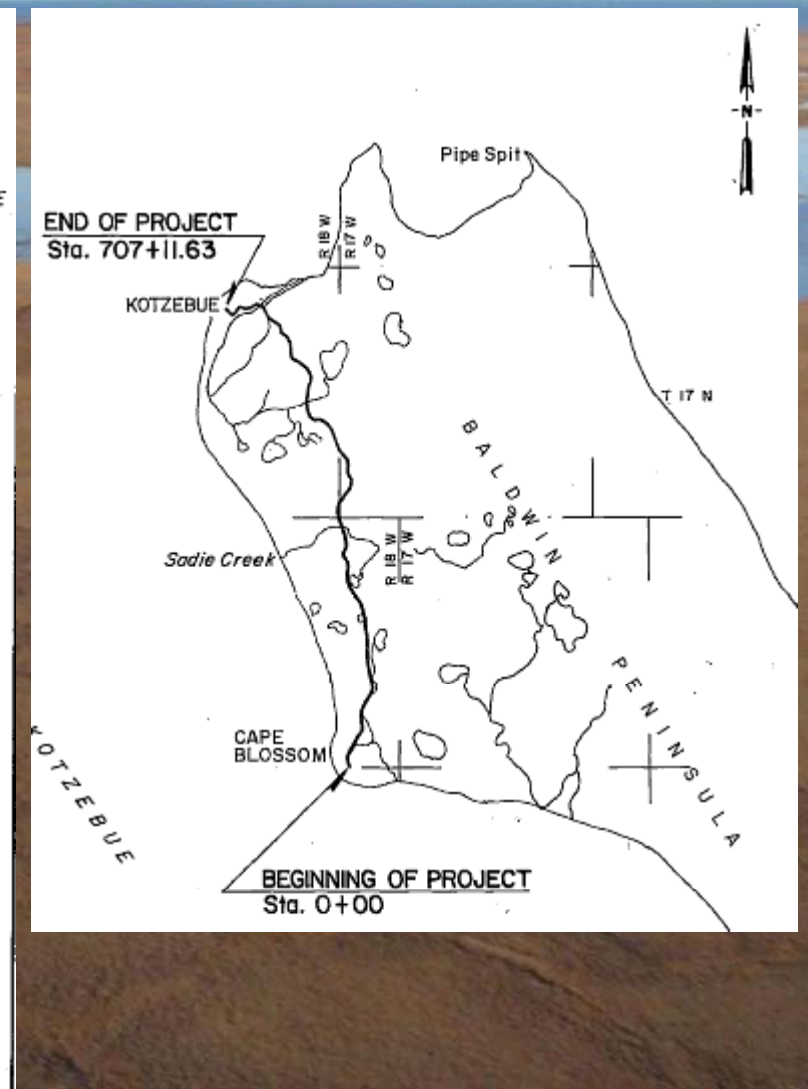 -N-
Pipe Spit
E
END OF PROJECT
Sta. 707+11.63
R 18 W
R 17 W
KOTZEBUE
T 17 N
BALDWIN
PENINSULA
Sadie Creek
R 18 W
R 17 W
CAPE
BLOSSOM
KOTZEBUE
BEGINNING OF PROJECT
Sta. 0+00